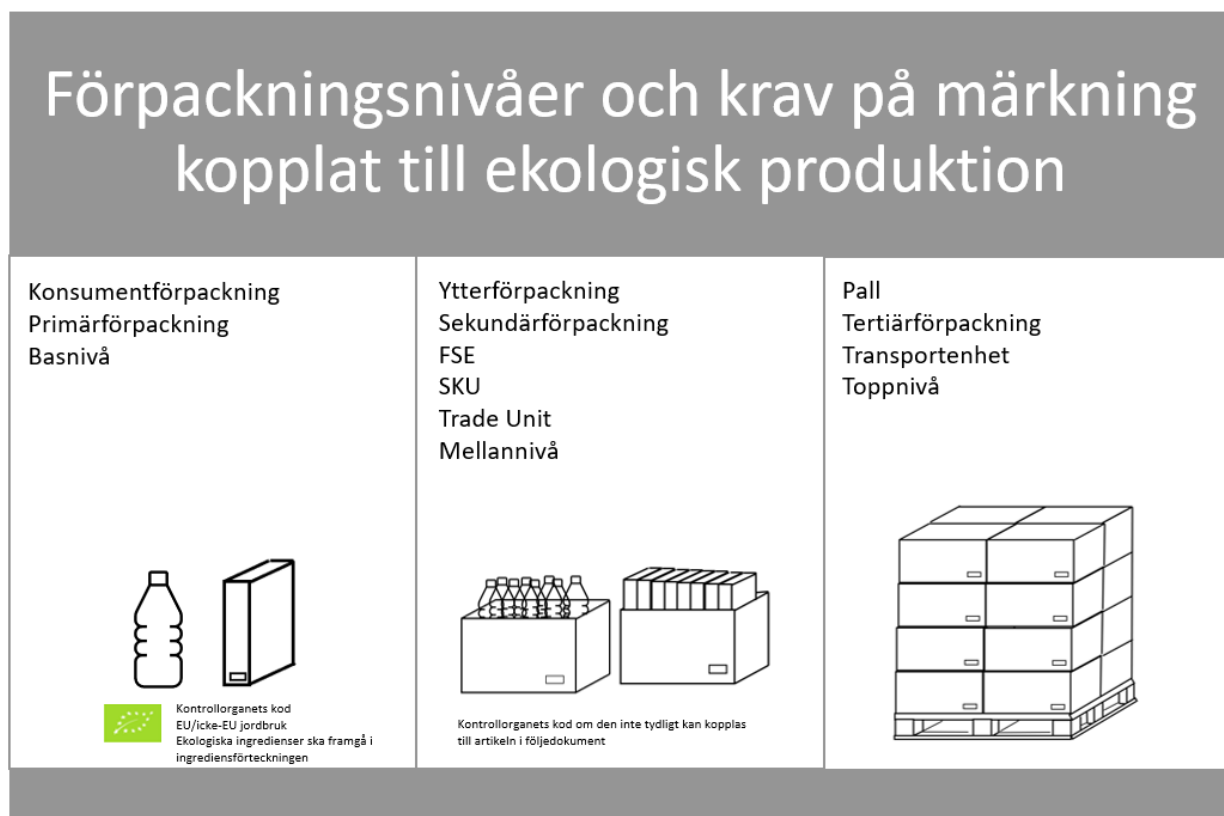 Förpackningsnivåer och krav på märkning
kopplat till ekologisk produktion
Konsumentförpackning
Primärförpackning
Basnivå
Kontrollorganets kod
EU/icke-EU jordbruk
Ekologiska ingredienser ska framgå i
ingrediensförteckningen
Ytterförpackning
Sekundärförpackning
FSE
SKU
Trade Unit
Mellannivå
Kontrollorganets kod om den inte tydligt kan kopplas
till artikeln i följedokument
Pall
Tertiärförpackning
Transportenhet
Toppnivå